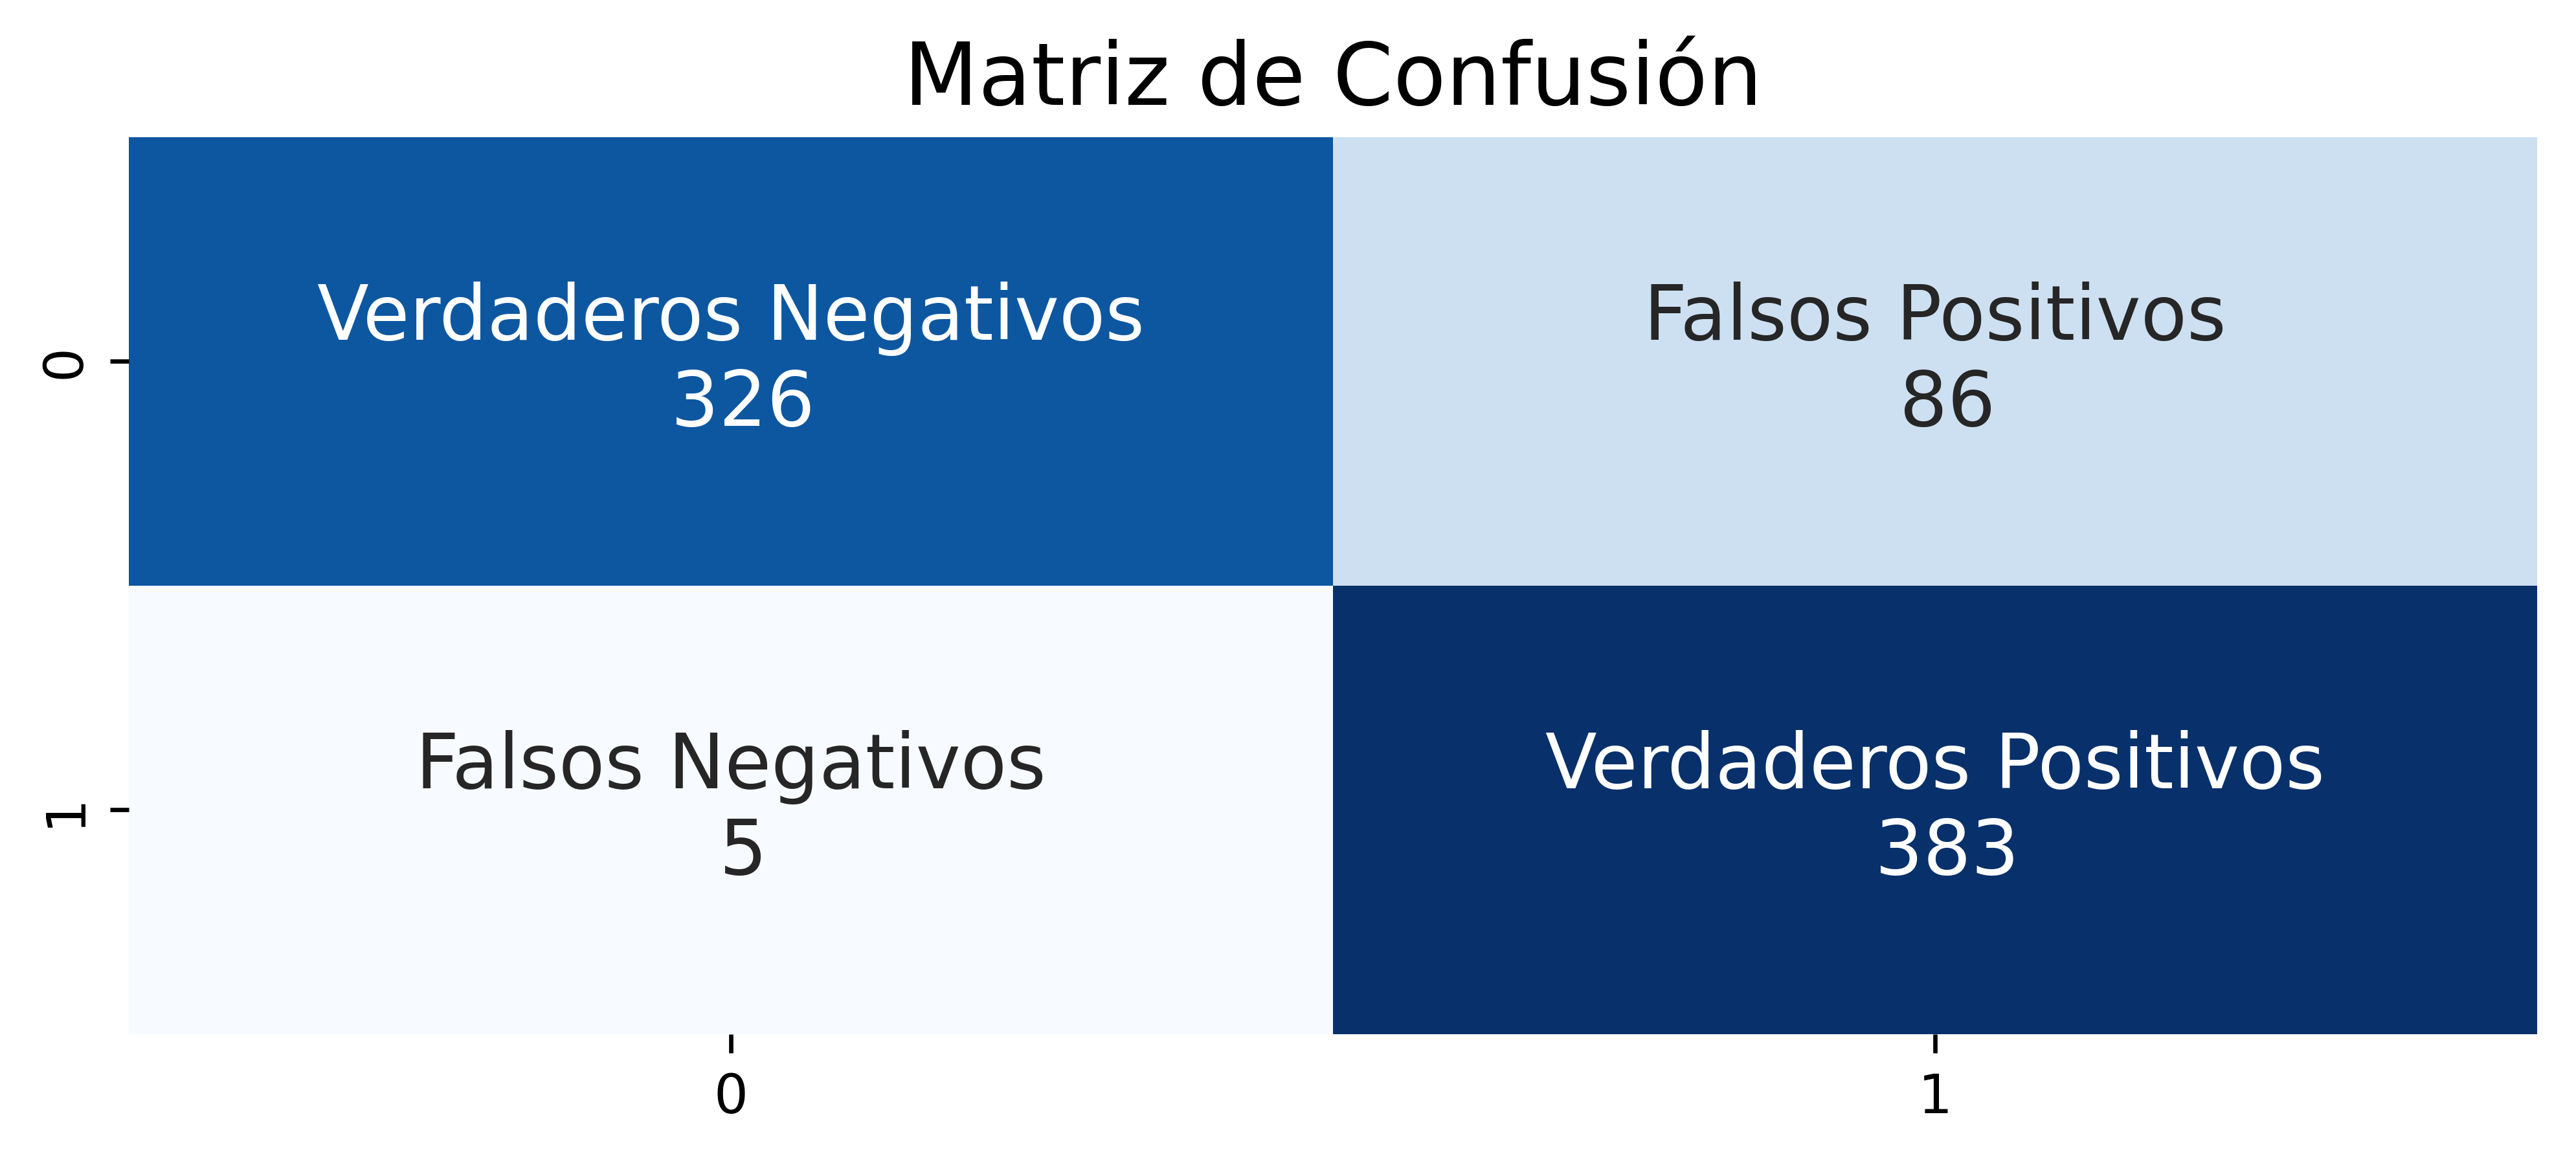 Matriz de Confusión
0
Verdaderos Negativos
326
Falsos Positivos
86
1
Falsos Negativos
5
Verdaderos Positivos
383
0
1